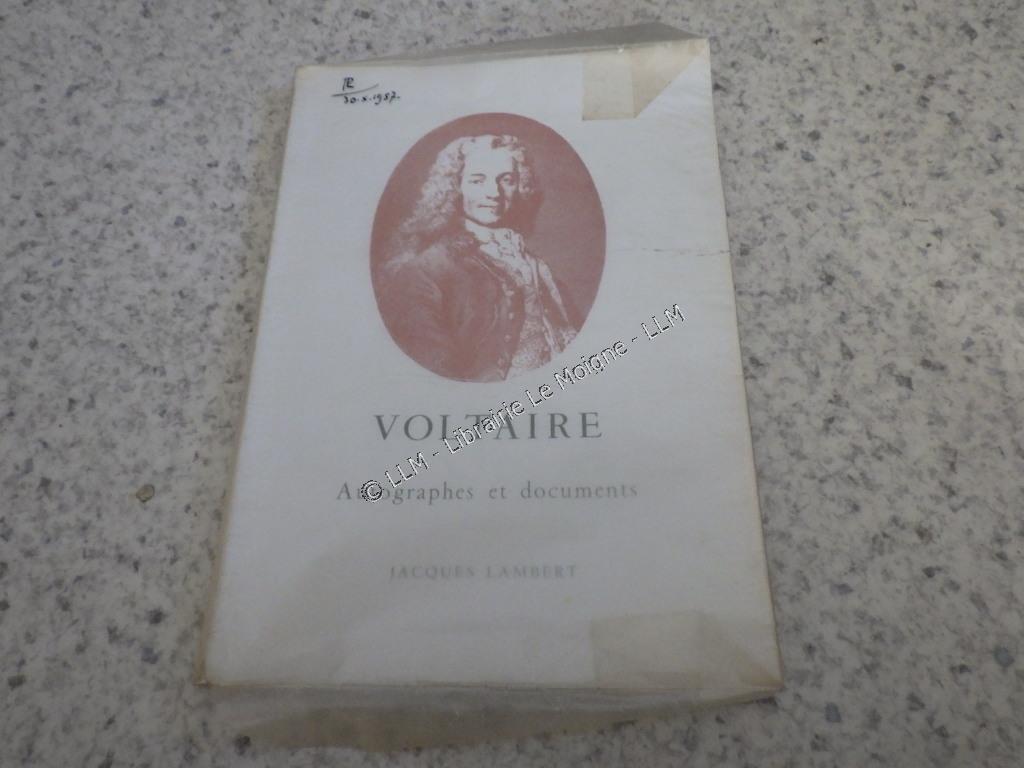 30.x.1957.
VOLTAIRE
Autographes et documents
JACQUES LAMBERT
© LLM - Librairie Le Moigne - LLM